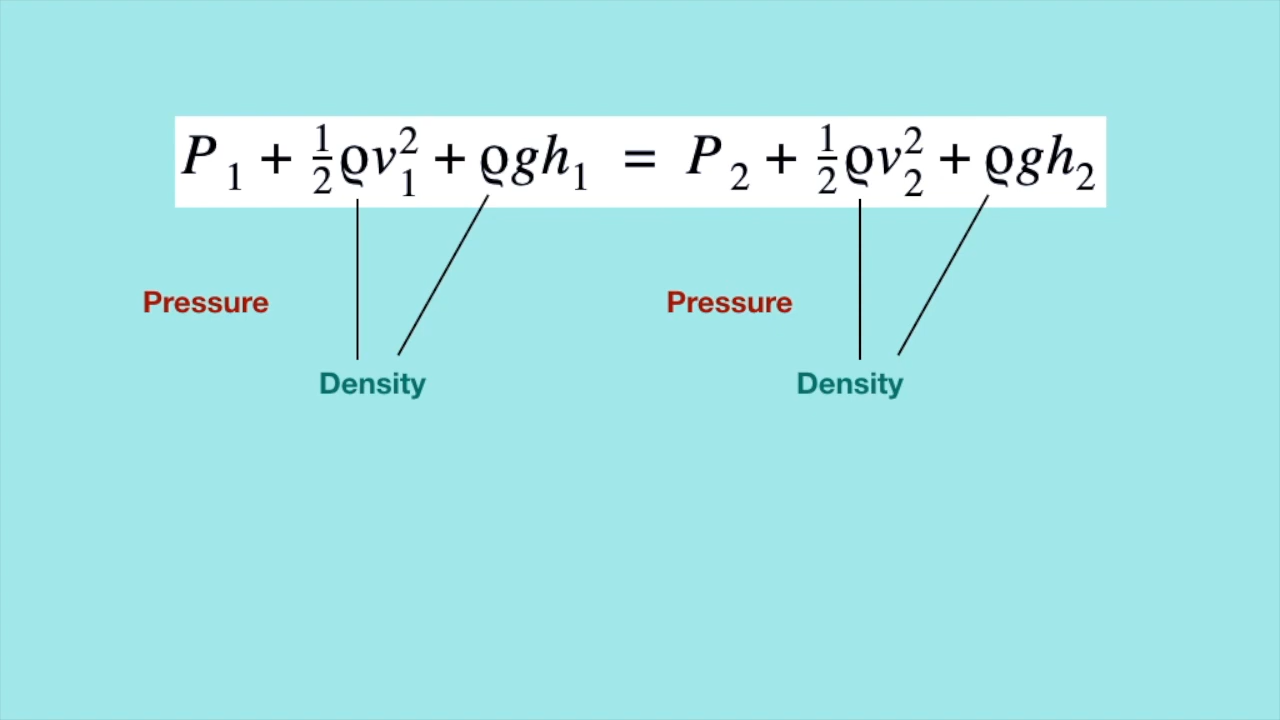 P₁ + ½ϱv₁² + ϱgh₁ = P₂ + ½ϱv₂² + ϱgh₂
Pressure Pressure
Density Density